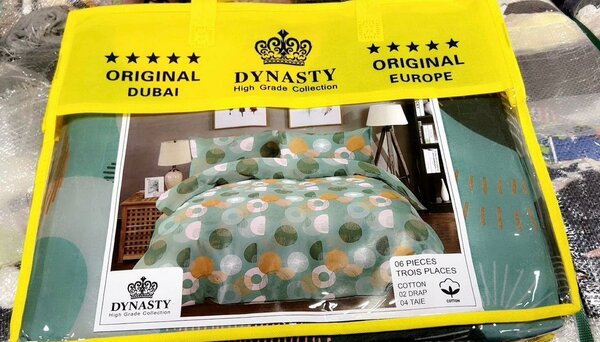 ★★★★★
ORIGINAL
DUBAI
DYNASTY
High Grade Collection
★★★★★
ORIGINAL
EUROPE
06 PIECES
TROIS PLACES
COTTON
02 DRAP
04 TAIE
COTTON
DYNASTY
High Grade Collection